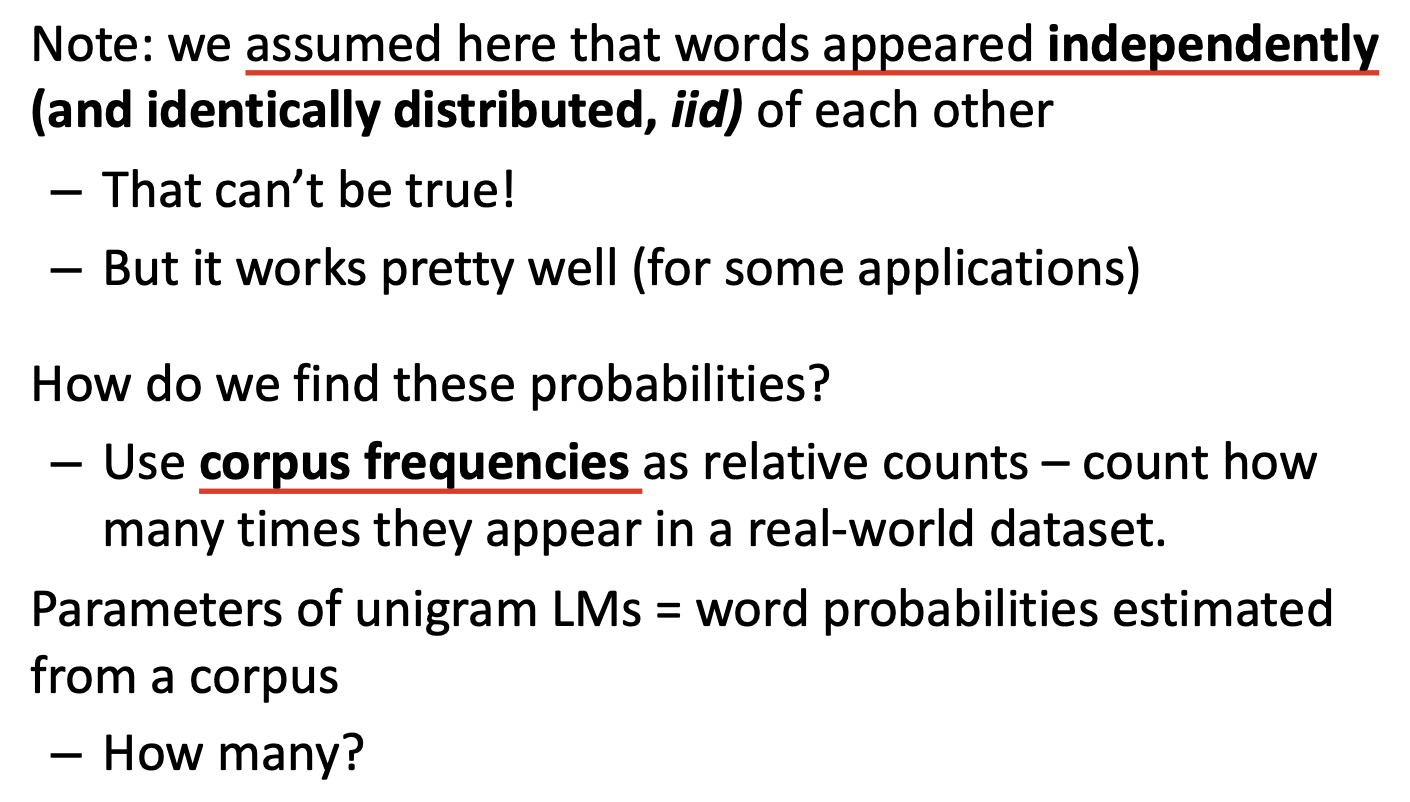 Note: we assumed here that words appeared independently
(and identically distributed, iid) of each other
– That can’t be true!
– But it works pretty well (for some applications)
How do we find these probabilities?
– Use corpus frequencies as relative counts – count how
many times they appear in a real-world dataset.
Parameters of unigram LMs = word probabilities estimated
from a corpus
– How many?